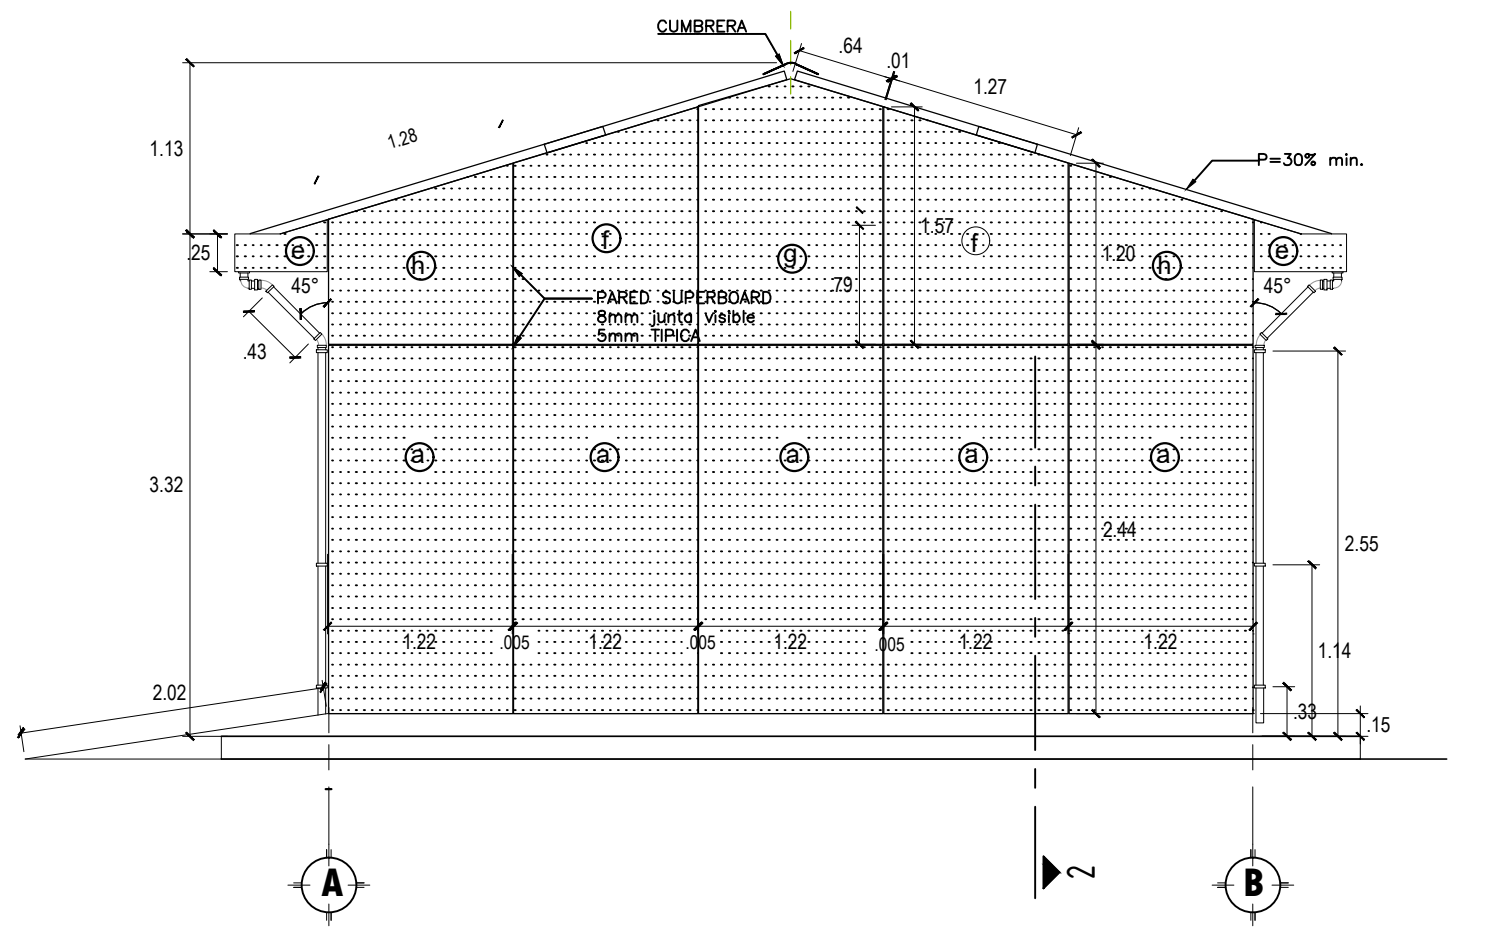 CUMBRERA
.64
.01
1.27
1.28
1.13
P=30% min.
.25
e
h
f
g
1.57
f
1.20
h
e
45°
.79
45°
PARED SUPERBOARD
8mm junta visible
5mm TIPICA
.43
a
a
a
a
a
3.32
2.44
2.55
1.22
.005
1.22
.005
1.22
.005
1.22
1.22
1.14
2.02
.33
.15
A
2
B